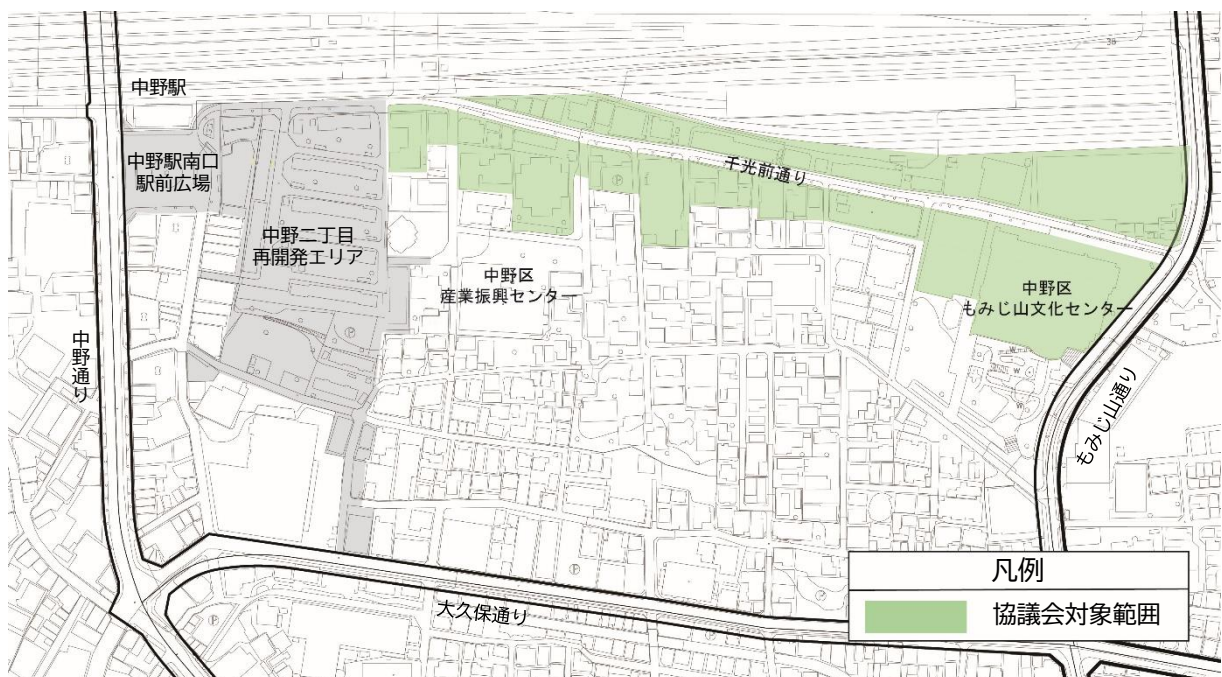 中野駅
中野駅南口
駅前広場
中野二丁目
再開発エリア
千光前通り
中野区
産業振興センター
中野区
もみじ山文化センター
中野通り
もみじ山通り
大久保通り
凡例
協議会対象範囲